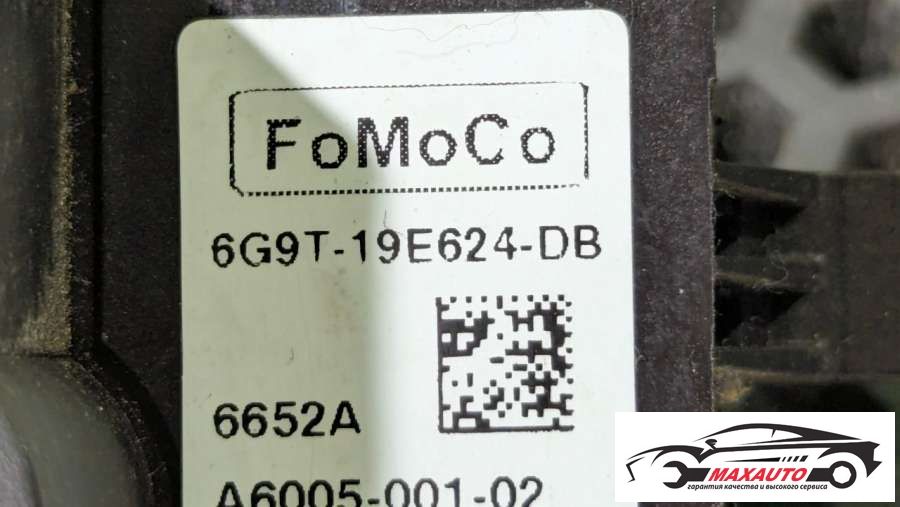 FoMoCo
6G9T-19E624-DB
6652A
A6005-001-02
MAXAUTO
гарантия качества и высокого сервиса